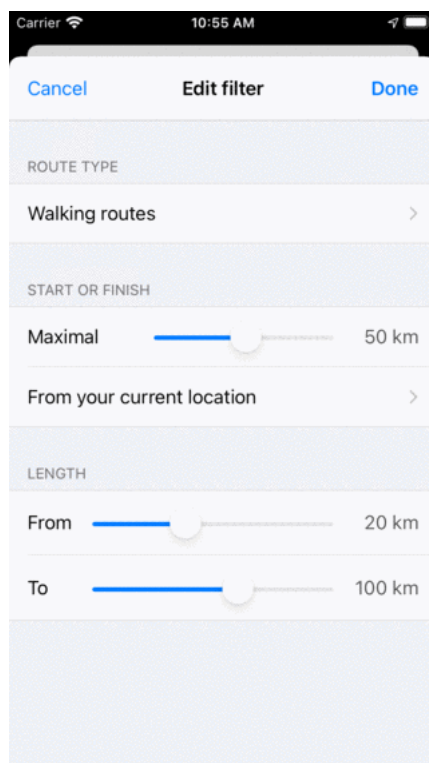 Carrier 10:55 AM
Cancel Edit filter Done
ROUTE TYPE
Walking routes
START OR FINISH
Maximal 50 km
From your current location
LENGTH
From 20 km
To 100 km